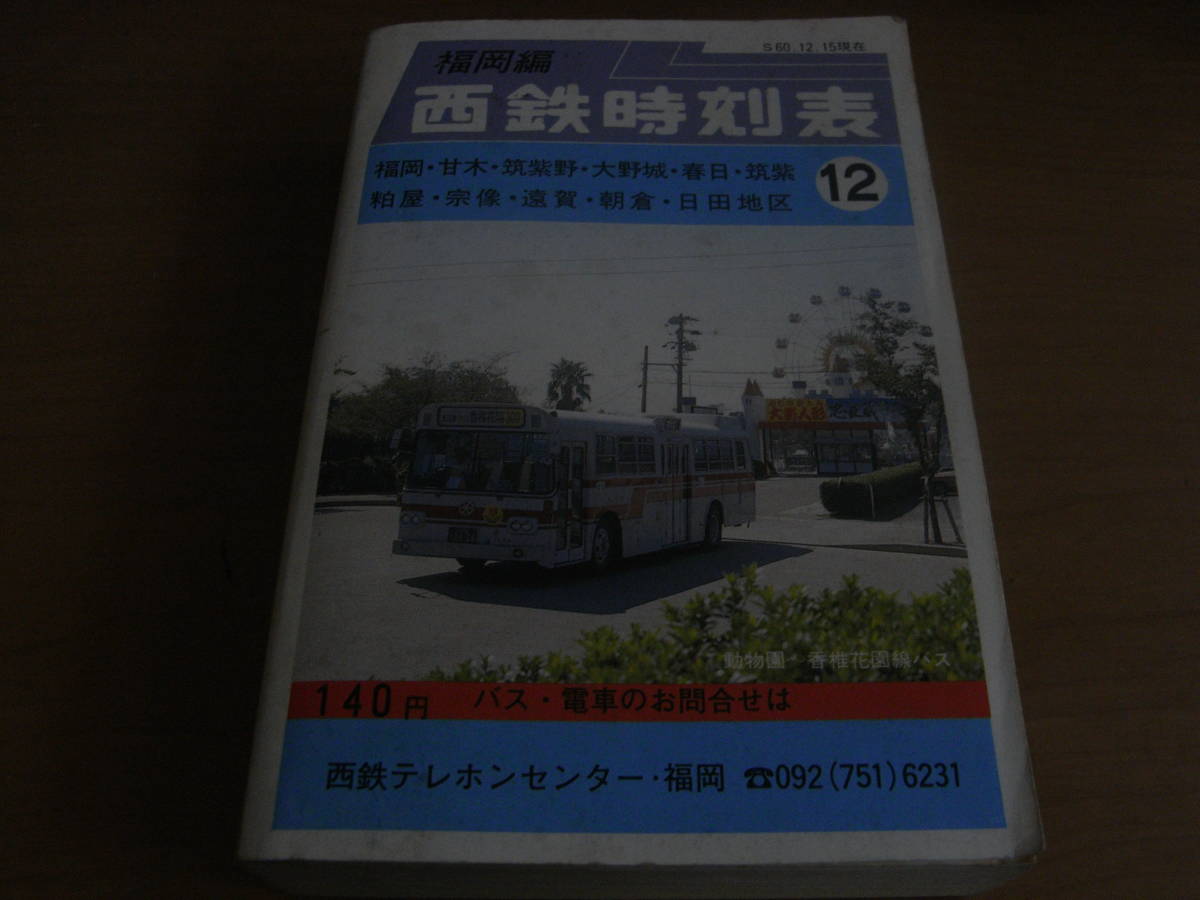 S60.12.15現在
福岡編
西鉄時刻表
福岡・甘木・筑紫野・大野城・春日・筑紫
粕屋・宗像・遠賀・朝倉・日田地区
12
大人形
動物園 香椎花園線バス
140円 バス・電車のお問合せは
西鉄テレホンセンター・福岡 ☎092(751)6231